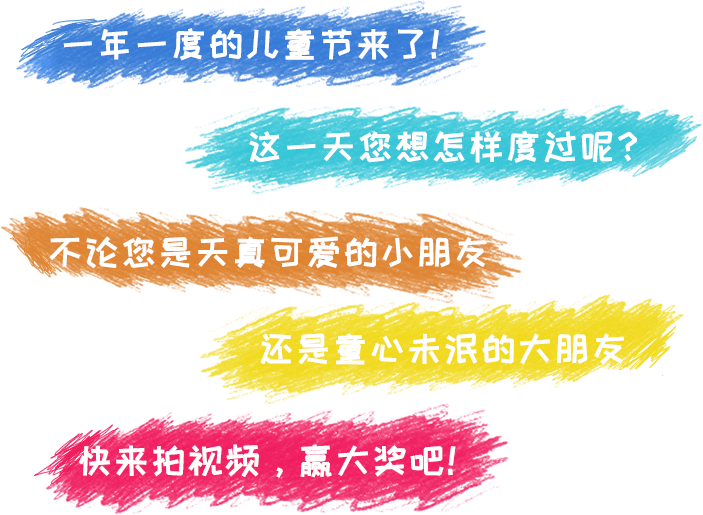 一年一度的儿童节来了!
这一天您想怎样度过呢?
不论您是天真可爱的小朋友
还是童心未泯的大朋友
快来拍视频，赢大奖吧!